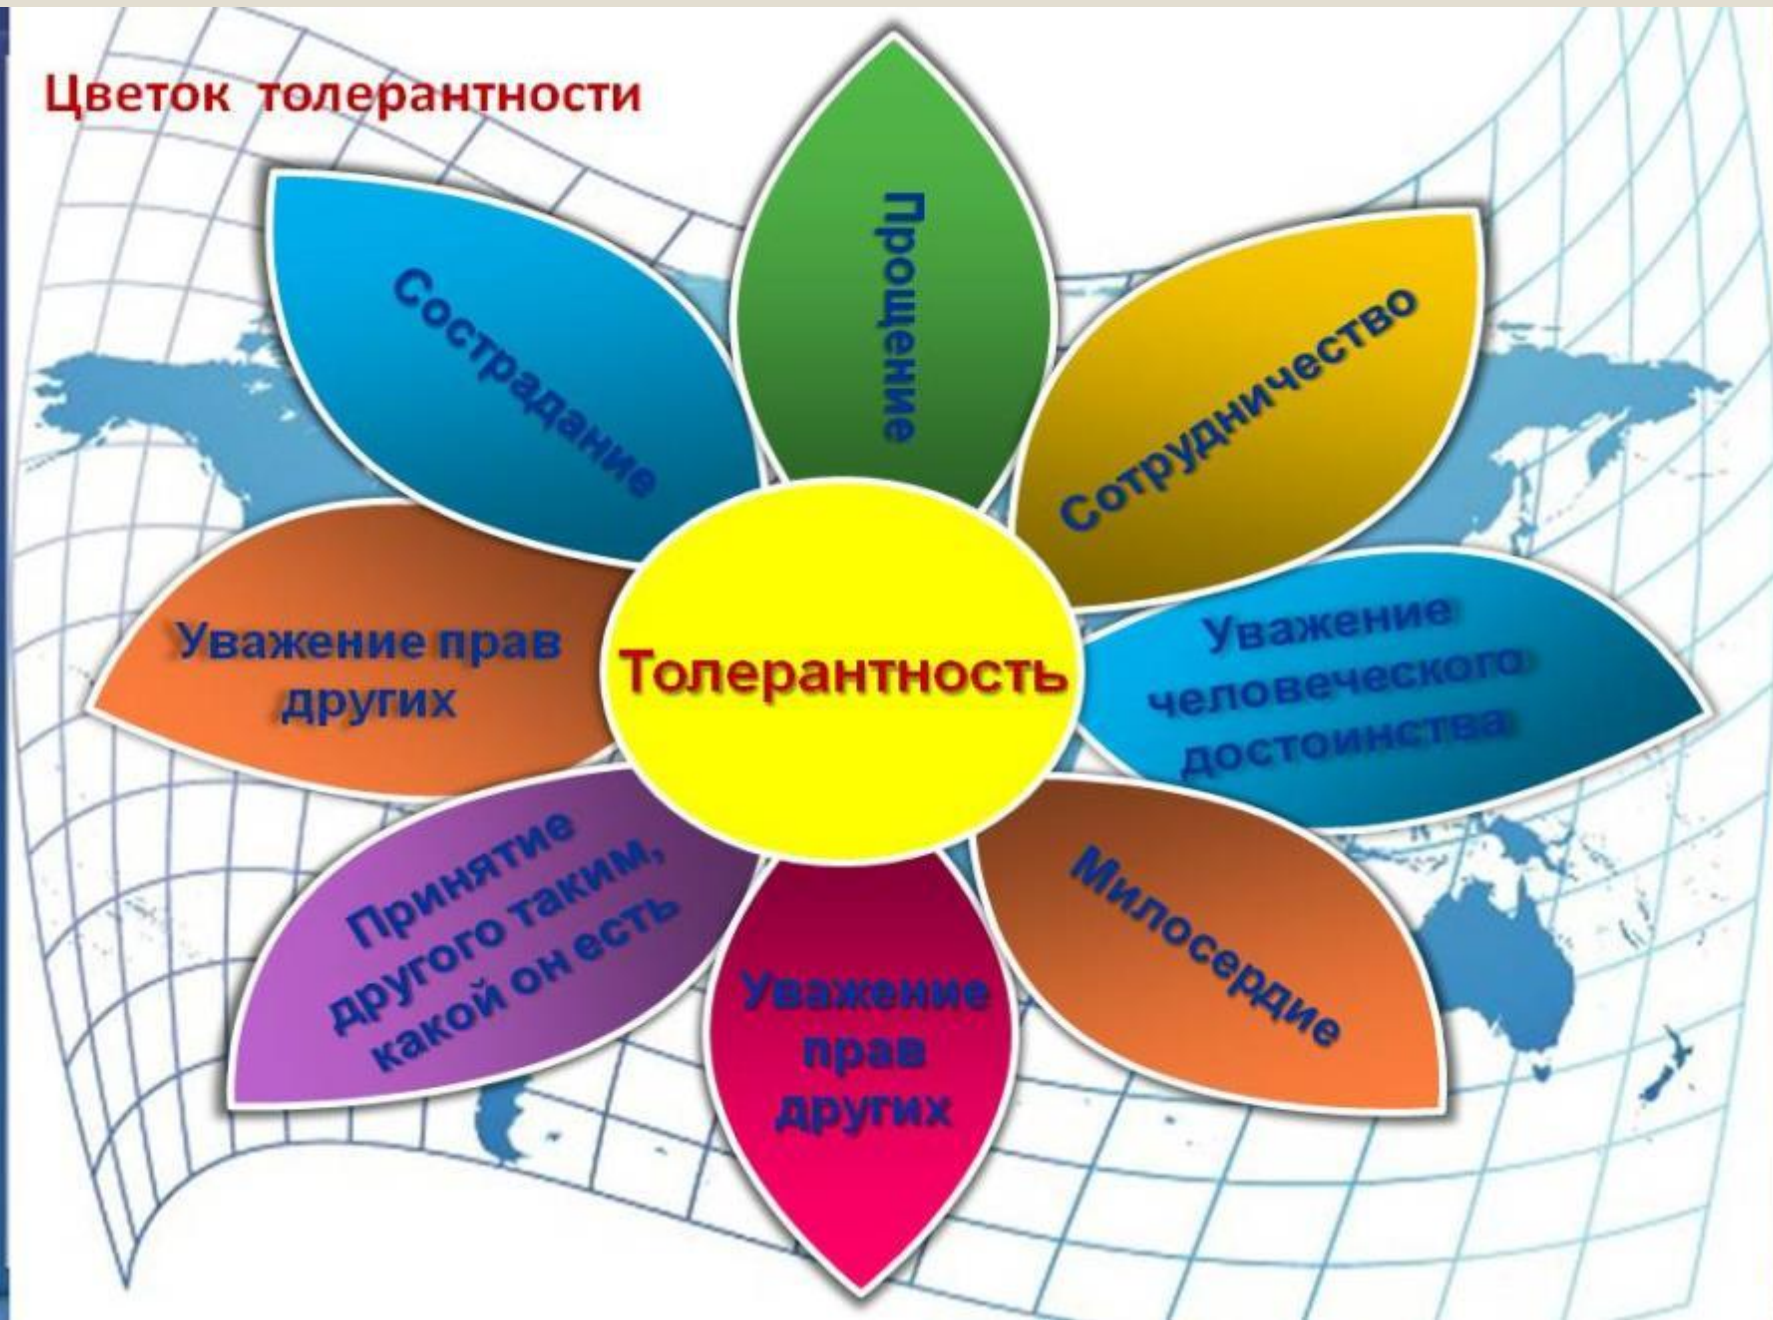 Цветок толерантности
Прощение
Сотрудничество
Уважение
человеческого
достоинства
Милосердие
Уважение
прав
других
Принятие
другого таким,
какой он есть
Уважение прав
других
Сострадание
Толерантность